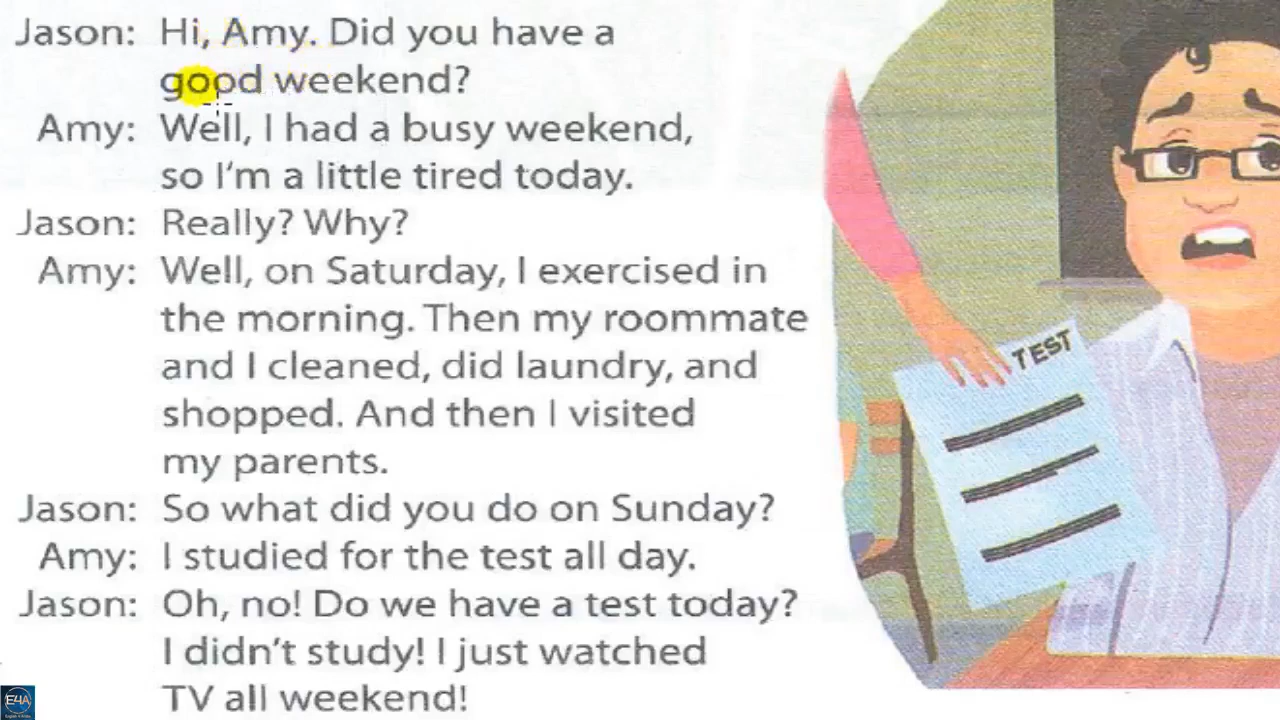 Jason: Hi, Amy. Did you have a
good weekend?
Amy: Well, I had a busy weekend,
so I'm a little tired today.
Jason: Really? Why?
Amy: Well, on Saturday, I exercised in
the morning. Then my roommate
and I cleaned, did laundry, and
shopped. And then I visited
my parents.
Jason: So what did you do on Sunday?
Amy: I studied for the test all day.
Jason: Oh, no! Do we have a test today?
I didn't study! I just watched
TV all weekend!
TEST
E4A